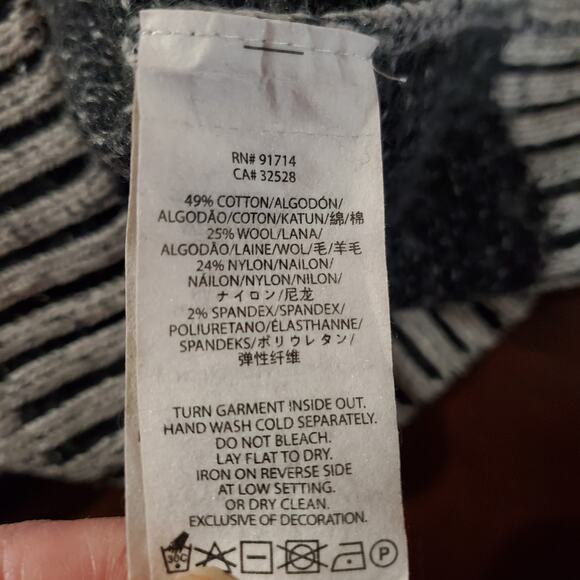 RN# 91714
CA# 32528
49% COTTON/ALGODÓN/
ALGODÃO/COTON/KATUN/綿/棉
25% WOOL/LANA/
ALGODÃO/LAINE/WOL/毛/羊毛
24% NYLON/NAILON/
NÁILON/NYLON/NILON/
ナイロン/尼龙
2% SPANDEX/SPANDEX/
POLIURETANO/ÉLASTHANNE/
SPANDEKS/ポリウレタン/
弹性纤维
TURN GARMENT INSIDE OUT.
HAND WASH COLD SEPARATELY.
DO NOT BLEACH.
LAY FLAT TO DRY.
IRON ON REVERSE SIDE
AT LOW SETTING.
OR DRY CLEAN.
EXCLUSIVE OF DECORATION.
30C P